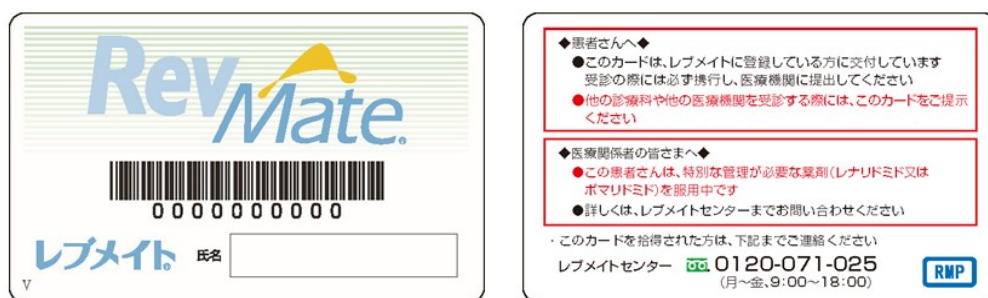 RevMate®
0000000000
レブメイト®
氏名
V
◆患者さんへ◆
●このカードは、レブメイトに登録している方に交付しています
受診の際には必ず携行し、医療機関に提出してください
●他の診療科や他の医療機関を受診する際には、このカードをご提示
ください
◆医療関係者の皆さまへ◆
●この患者さんは、特別な管理が必要な薬剤(レナリドミド又は
ポマリドミド)を服用中です
●詳しくは、レブメイトセンターまでお問い合わせください
・このカードを拾得された方は、下記までご連絡ください
レブメイトセンター 0120-071-025
(月〜金、9:00〜18:00)
RMP